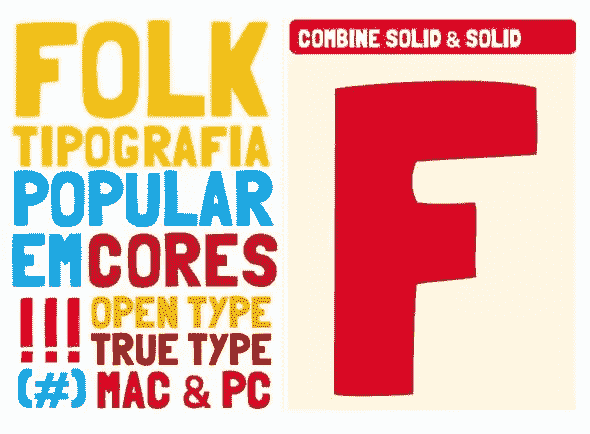 FOLK
TIPOGRAFIA
POPULAR
EM CORES
!!! OPEN TYPE
TRUE TYPE
(#) MAC & PC
COMBINE SOLID & SOLID
F